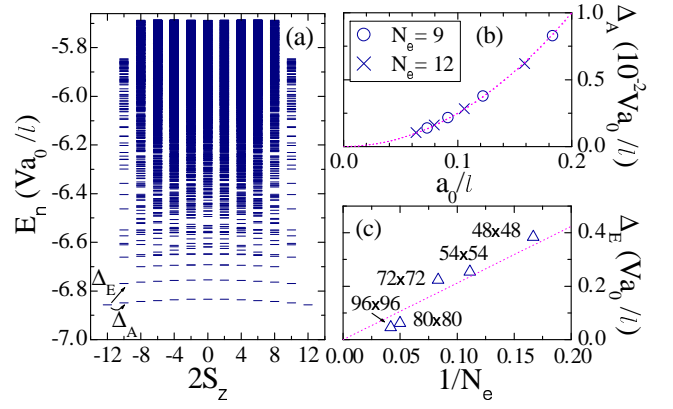 (a)
E_n (Va_0/l)
-5.8
-6.0
-6.2
-6.4
-6.6
-6.8
-7.0
Δ_E
Δ_A
-12 -8 -4 0 4 8 12
2S_z
N_e = 9
N_e = 12
(b)
Δ_A (10^-2 Va_0/l)
1.0
0.5
0.0
0.0 0.1 0.2
a_0/l
(c)
48x48
54x54
72x72
96x96
80x80
Δ_E (Va_0/l)
0.4
0.2
0.0
0.00 0.05 0.10 0.15 0.20
1/N_e